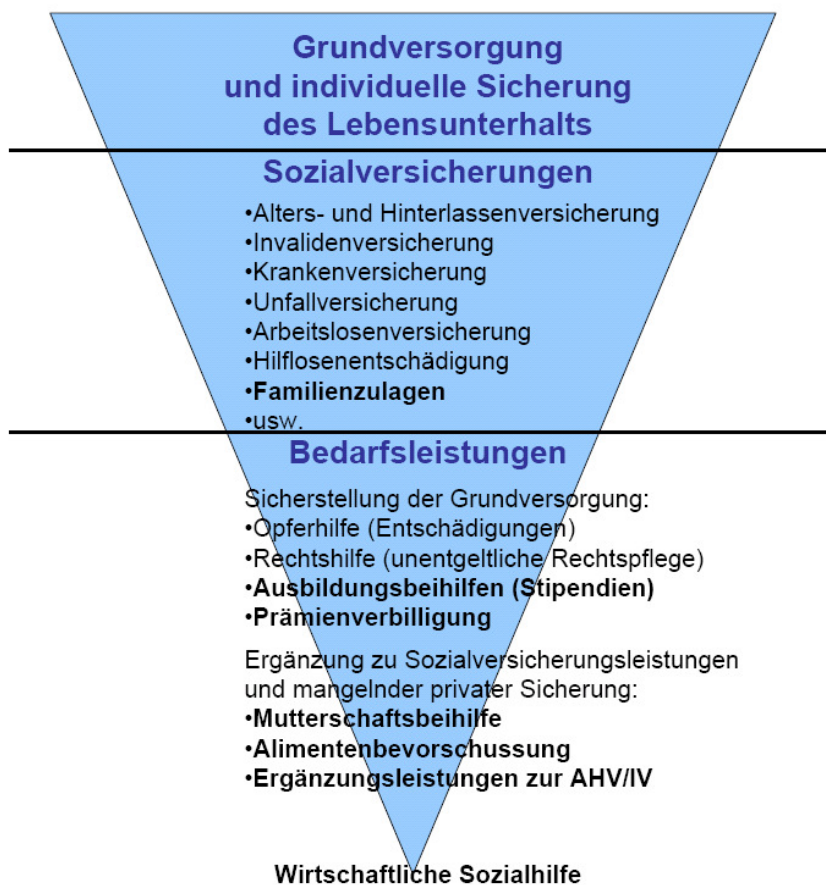 Grundversorgung
und individuelle Sicherung
des Lebensunterhalts
Sozialversicherungen
•Alters- und Hinterlassenversicherung
•Invalidenversicherung
•Krankenversicherung
•Unfallversicherung
•Arbeitslosenversicherung
•Hilflosenentschädigung
•Familienzulagen
•usw.
Bedarfsleistungen
Sicherstellung der Grundversorgung:
•Opferhilfe (Entschädigungen)
•Rechtshilfe (unentgeltliche Rechtspflege)
•Ausbildungsbeihilfen (Stipendien)
•Prämienverbilligung
Ergänzung zu Sozialversicherungsleistungen
und mangelnder privater Sicherung:
•Mutterschaftsbeihilfe
•Alimentenbevorschussung
•Ergänzungsleistungen zur AHV/IV
Wirtschaftliche Sozialhilfe